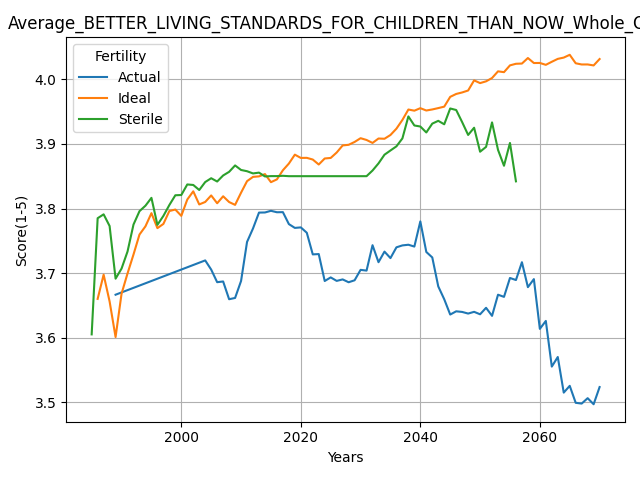 Average_BETTER_LIVING_STANDARDS_FOR_CHILDREN_THAN_NOW_Whole_
Fertility
Actual
Ideal
Sterile
Score(1-5)
4.0
3.9
3.8
3.7
3.6
3.5
2000
2020
2040
2060
Years